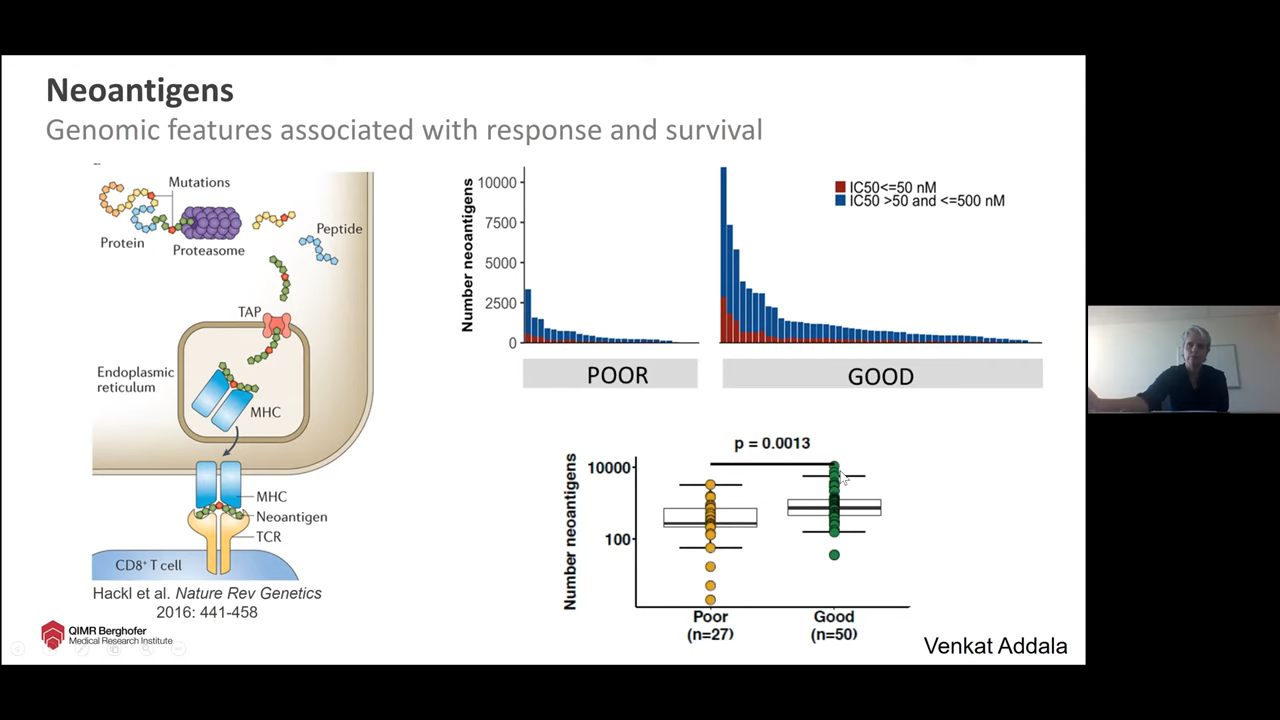 Neoantigens
Genomic features associated with response and survival
Mutations
Protein
Proteasome
Peptide
TAP
Endoplasmic
reticulum
MHC
MHC
Neoantigen
TCR
CD8+ T cell
Hackl et al. Nature Rev Genetics
2016: 441-458
QIMR Berghofer
Medical Research Institute
Number neoantigens
10000
7500
5000
2500
0
IC50<=50 nM
IC50 >50 and <=500 nM
POOR
GOOD
p = 0.0013
Number neoantigens
10000
100
Poor
(n=27)
Good
(n=50)
Venkat Addala